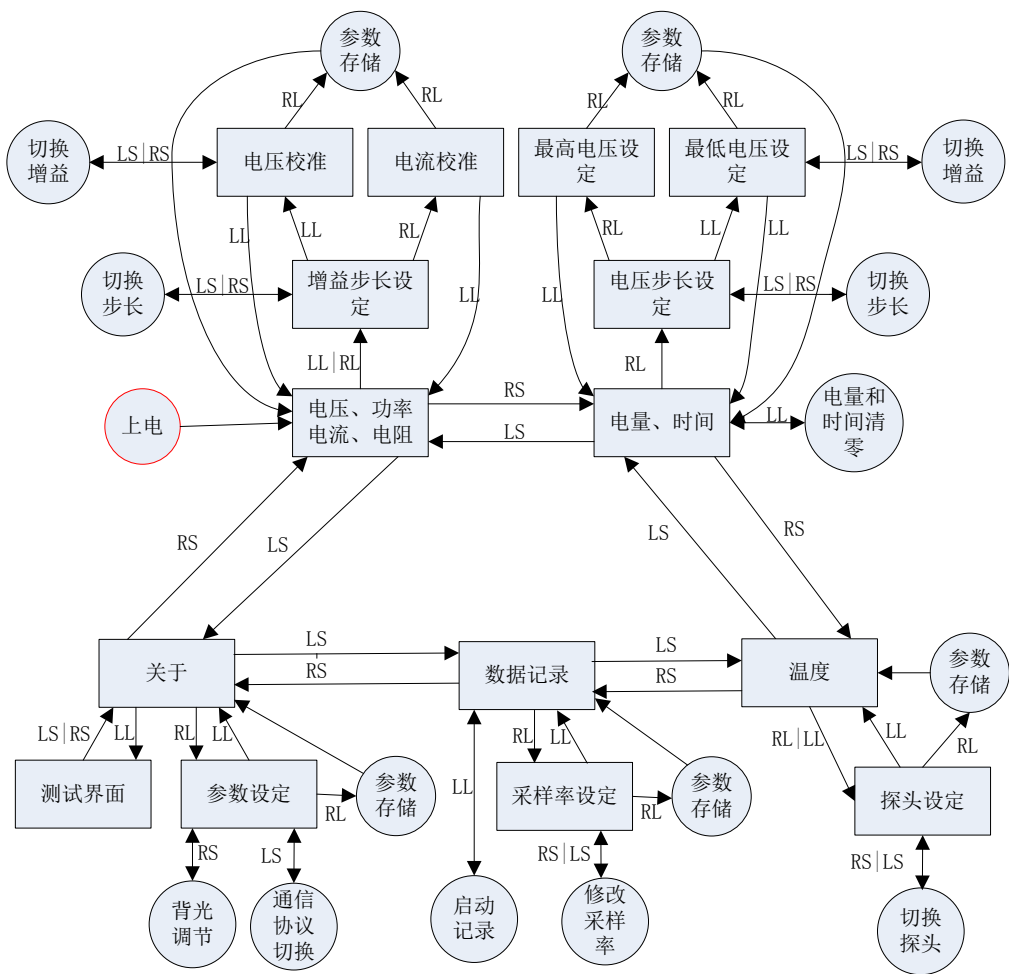 参数
存储
参数
存储
RL
RL
RL
RL
切换
增益
LS|RS
电压校准
电流校准
最高电压设
定
最低电压设
定
LS|RS
切换
增益
LL
LL
RL
RL
LL
LL
切换
步长
LS|RS
增益步长设
定
LL
LL
电压步长设
定
LS|RS
切换
步长
LL|RL
RL
上电
电压、功率
电流、电阻
RS
LS
电量、时间
LL
电量和
时间清
零
RS
LS
LS
RS
关于
LS
RS
数据记录
LS
RS
温度
参数
存储
LS|RS
LL
RL
LL
RL
LL
RL|LL
LL
RL
测试界面
参数设定
RL
参数
存储
LL
采样率设定
RL
参数
存储
探头设定
RS
LS
RS|LS
RS|LS
背光
调节
通信
协议
切换
启动
记录
修改
采样
率
切换
探头